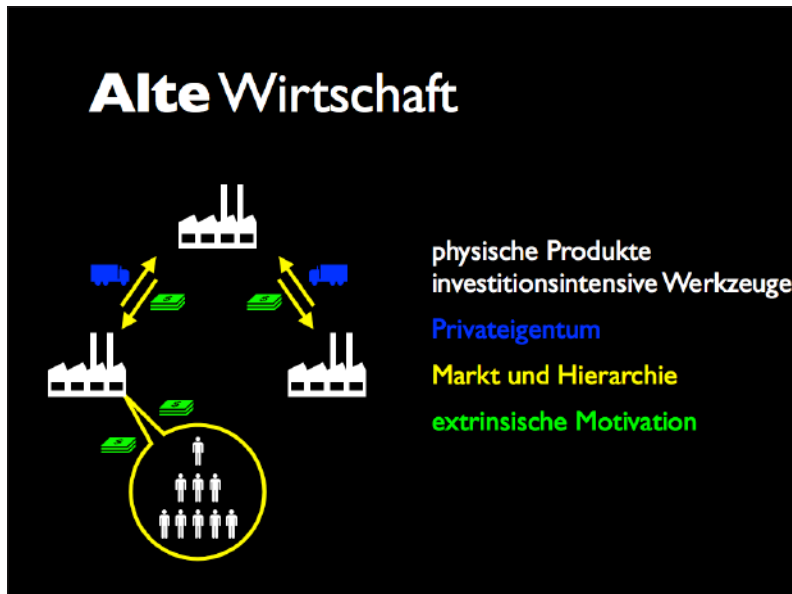 Alte Wirtschaft
physische Produkte
investitionsintensive Werkzeuge
Privateigentum
Markt und Hierarchie
extrinsische Motivation